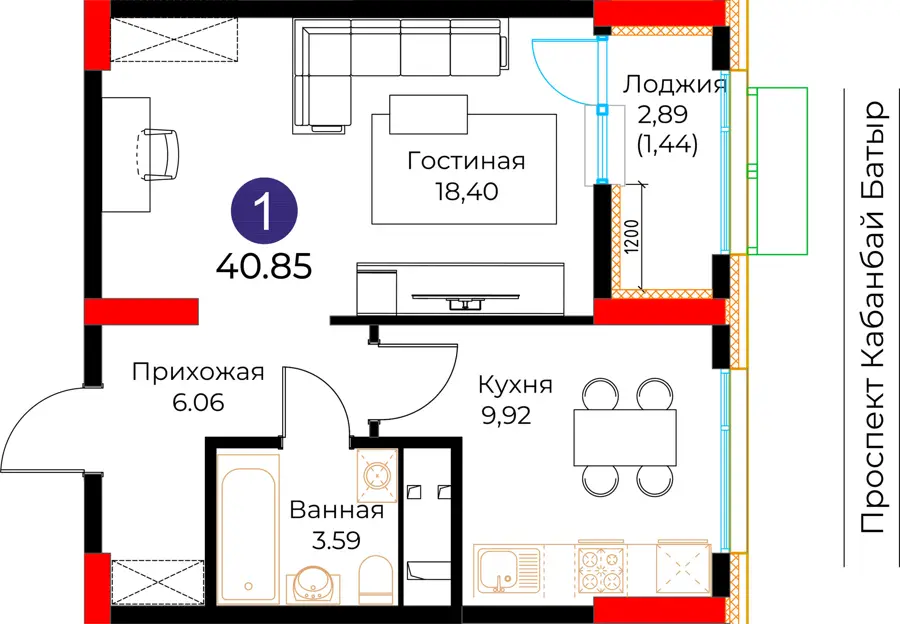 Лоджия
2,89
(1,44)
Гостиная
18,40
1
40.85
1200
Прихожая
6.06
Кухня
9,92
Ванная
3.59
Проспект Кабанбай Батыр